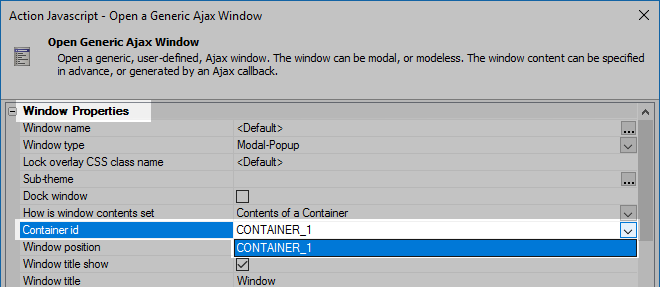 Action Javascript - Open a Generic Ajax Window
Open Generic Ajax Window
Open a generic, user-defined, Ajax window. The window can be modal, or modeless. The window content can be specified
in advance, or generated by an Ajax callback.
Window Properties
Window name <Default> ...
Window type Modal-Popup
Lock overlay CSS class name <Default>
Sub-theme ...
Dock window
How is window contents set Contents of a Container
Container id CONTAINER_1
Window position CONTAINER_1
Window title show
Window title Window